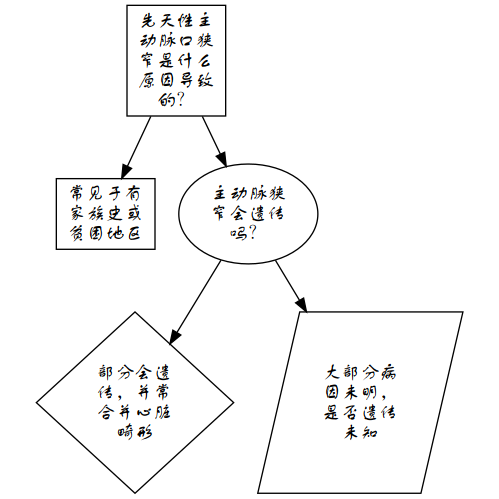 先天性主
动脉口狭
窄是什么
原因导致
的?
常见于有
家族史或
贫困地区
主动脉狭
窄会遗传
吗?
部分会遗
传，并常
合并心脏
畸形
大部分病
因未明，
是否遗传
未知